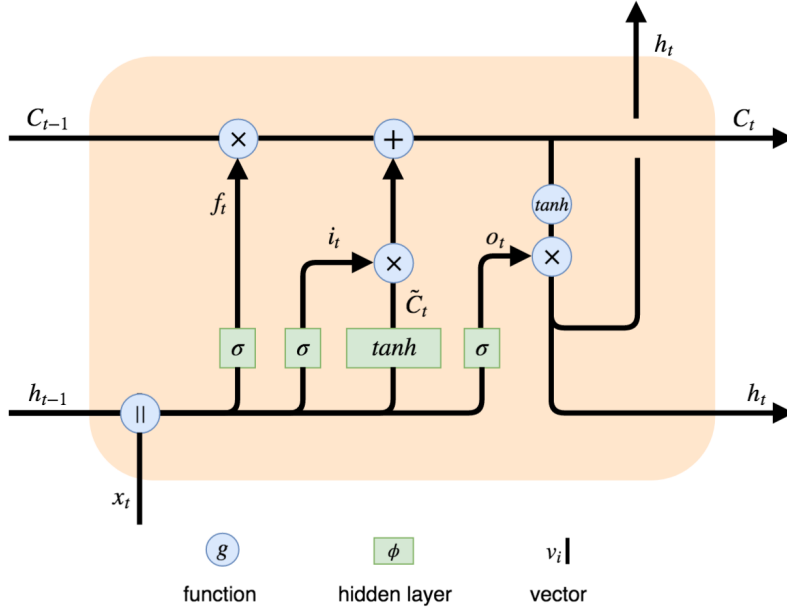 h_t
C_{t-1}
C_t
×
+
f_t
tanh
i_t
o_t
×
×
C̃_t
σ
σ
tanh
σ
h_{t-1}
||
h_t
x_t
g
ϕ
v_i
function
hidden layer
vector